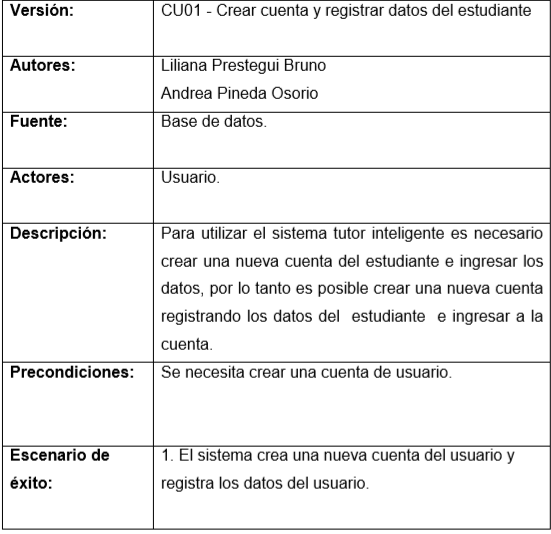 Versión: CU01 - Crear cuenta y registrar datos del estudiante
Autores: Liliana Prestegui Bruno
Andrea Pineda Osorio
Fuente: Base de datos.
Actores: Usuario.
Descripción: Para utilizar el sistema tutor inteligente es necesario
crear una nueva cuenta del estudiante e ingresar los
datos, por lo tanto es posible crear una nueva cuenta
registrando los datos del estudiante e ingresar a la
cuenta.
Precondiciones: Se necesita crear una cuenta de usuario.
Escenario de 1. El sistema crea una nueva cuenta del usuario y
éxito: registra los datos del usuario.